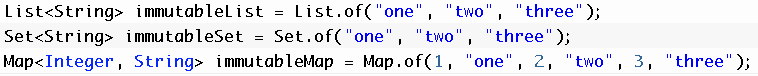 List<String> immutableList = List.of("one", "two", "three");
Set<String> immutableSet = Set.of("one", "two", "three");
Map<Integer, String> immutableMap = Map.of(1, "one", 2, "two", 3, "three");